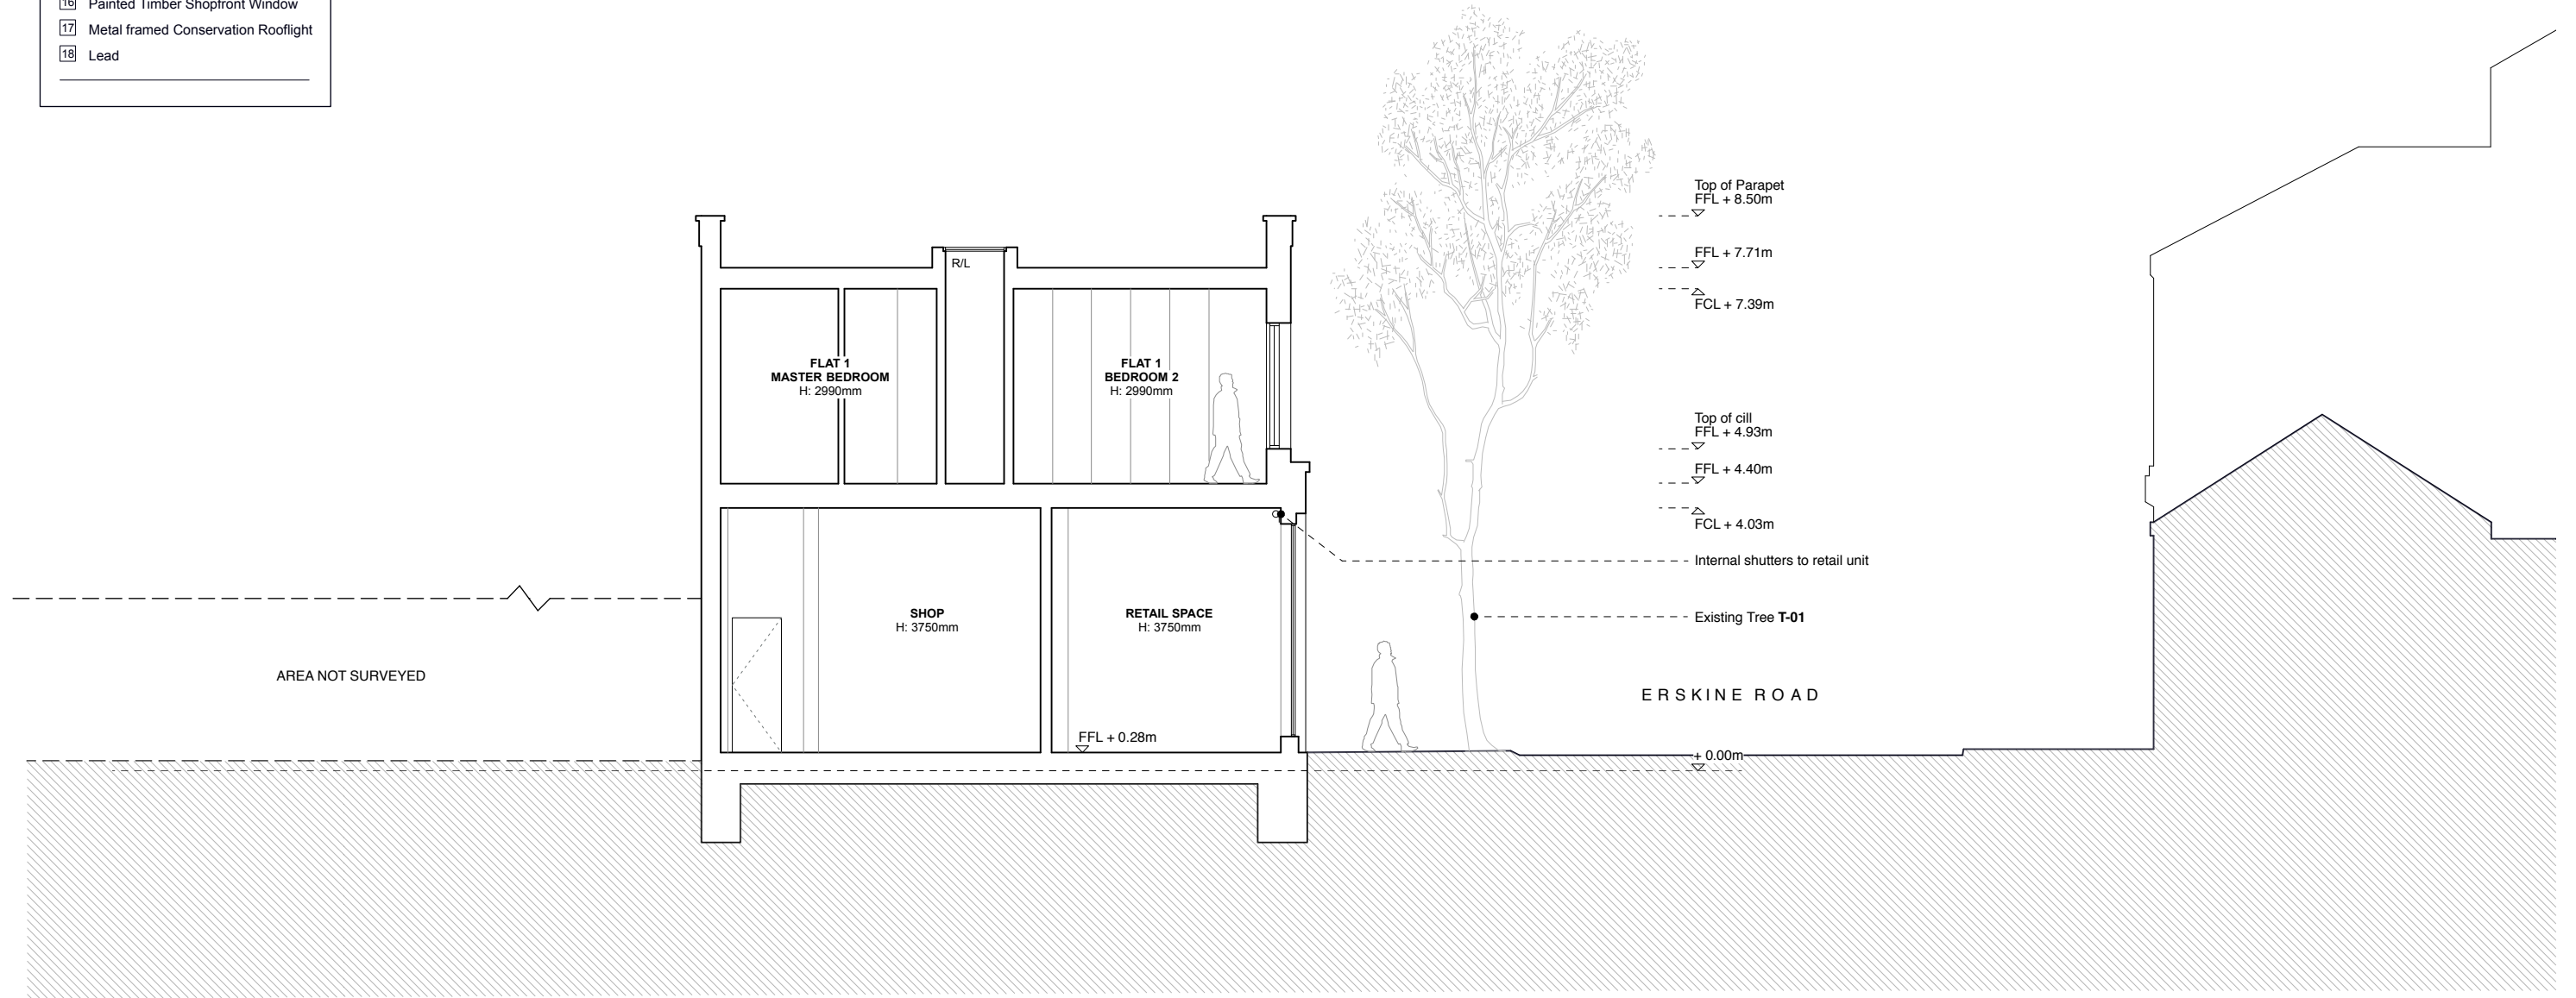 16 Painted Timber Shopfront Window
17 Metal framed Conservation Rooflight
18 Lead
Top of Parapet
FFL + 8.50m
FFL + 7.71m
R/L
FCL + 7.39m
FLAT 1
MASTER BEDROOM
H: 2990mm
FLAT 1
BEDROOM 2
H: 2990mm
Top of cill
FFL + 4.93m
FFL + 4.40m
FCL + 4.03m
Internal shutters to retail unit
SHOP
H: 3750mm
RETAIL SPACE
H: 3750mm
Existing Tree T-01
AREA NOT SURVEYED
ERSKINE ROAD
FFL + 0.28m
+ 0.00m